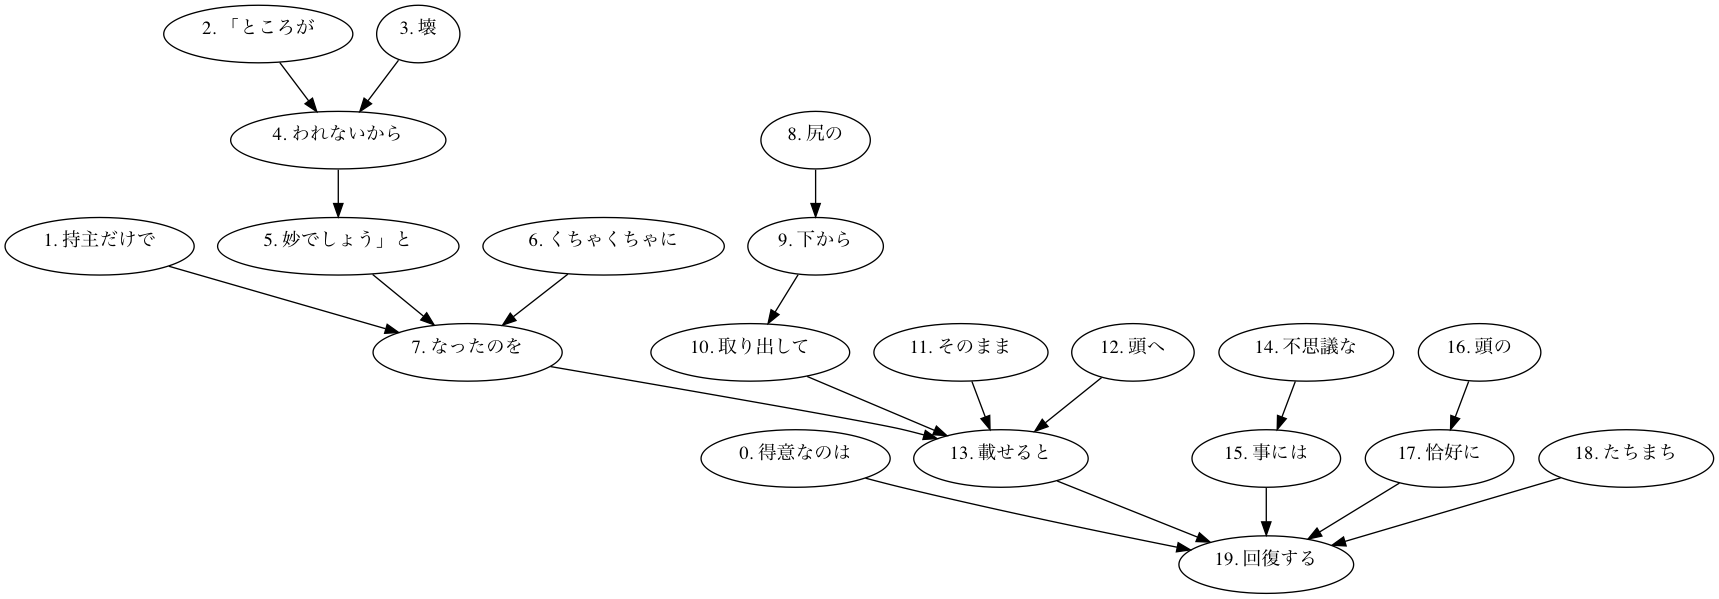 2. 「ところが
3. 壊
4. われないから
8. 尻の
1. 持主だけで
5. 妙でしょう」と
6. くちゃくちゃに
9. 下から
7. なったのを
10. 取り出して
11. そのまま
12. 頭へ
14. 不思議な
16. 頭の
0. 得意なのは
13. 載せると
15. 事には
17. 恰好に
18. たちまち
19. 回復する